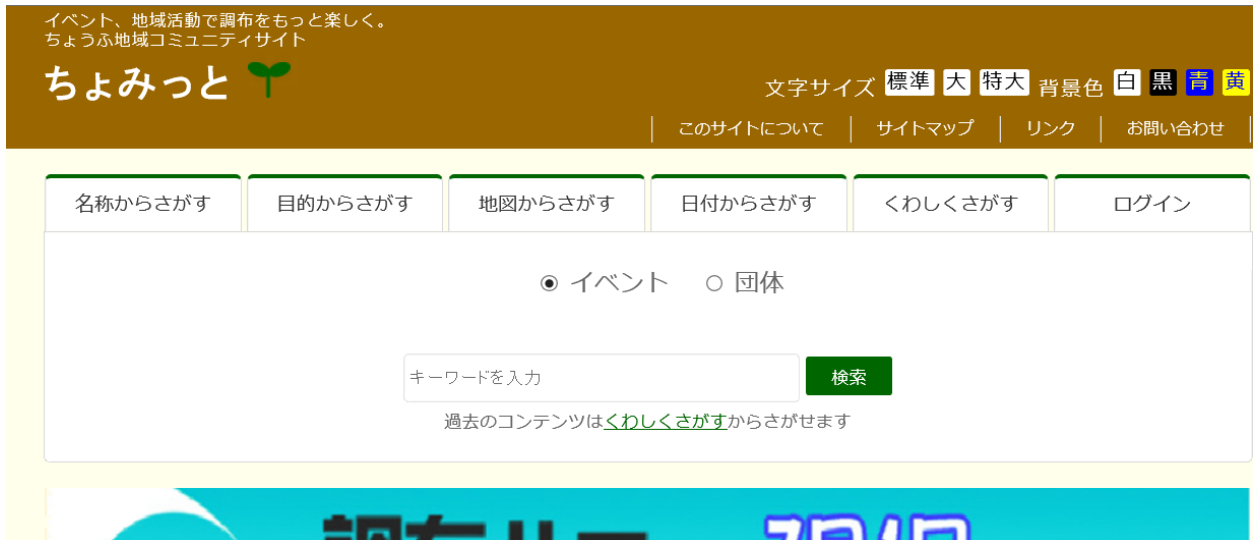 イベント、地域活動で調布をもっと楽しく。
ちょうふ地域コミュニティサイト
ちょみっと
文字サイズ 標準 大 特大 背景色 白 黒 青 黄
このサイトについて サイトマップ リンク お問い合わせ
名称からさがす 目的からさがす 地図からさがす 日付からさがす くわしくさがす ログイン
イベント 団体
キーワードを入力 検索
過去のコンテンツはくわしくさがすからさがせます